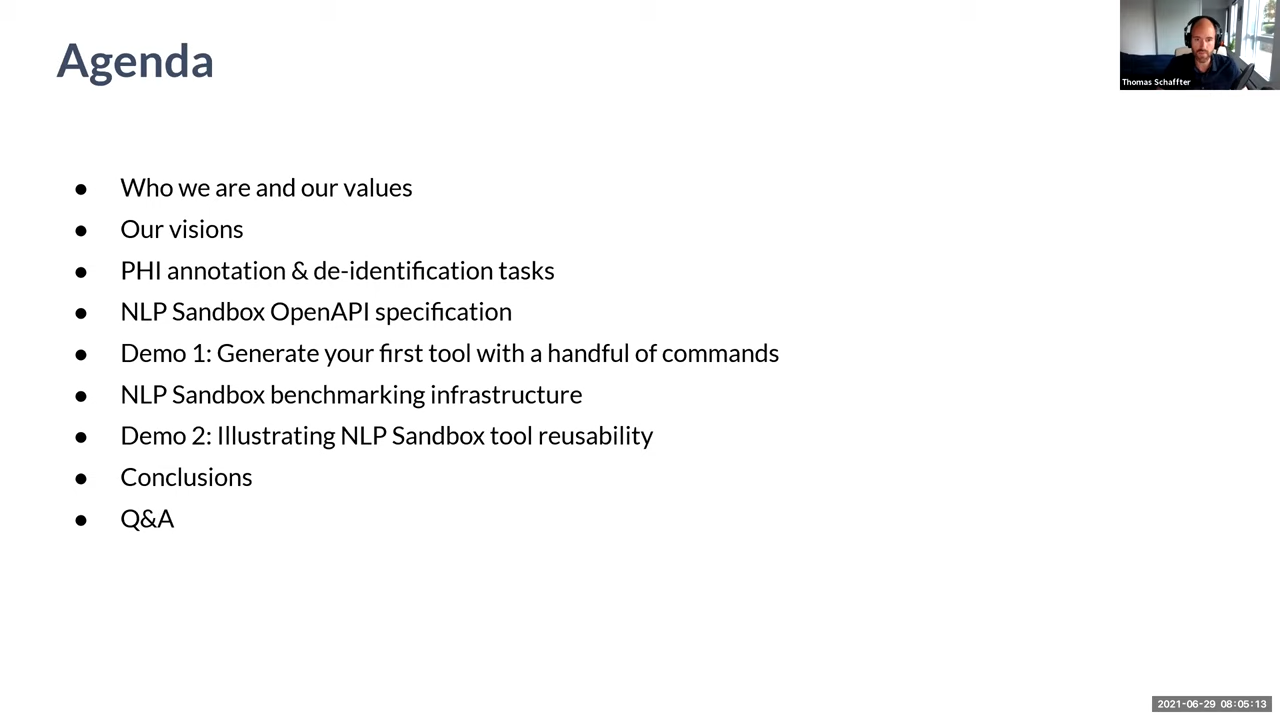 Agenda
Thomas Schaffter
● Who we are and our values
● Our visions
● PHI annotation & de-identification tasks
● NLP Sandbox OpenAPI specification
● Demo 1: Generate your first tool with a handful of commands
● NLP Sandbox benchmarking infrastructure
● Demo 2: Illustrating NLP Sandbox tool reusability
● Conclusions
● Q&A
2021-06-29 08:05:13